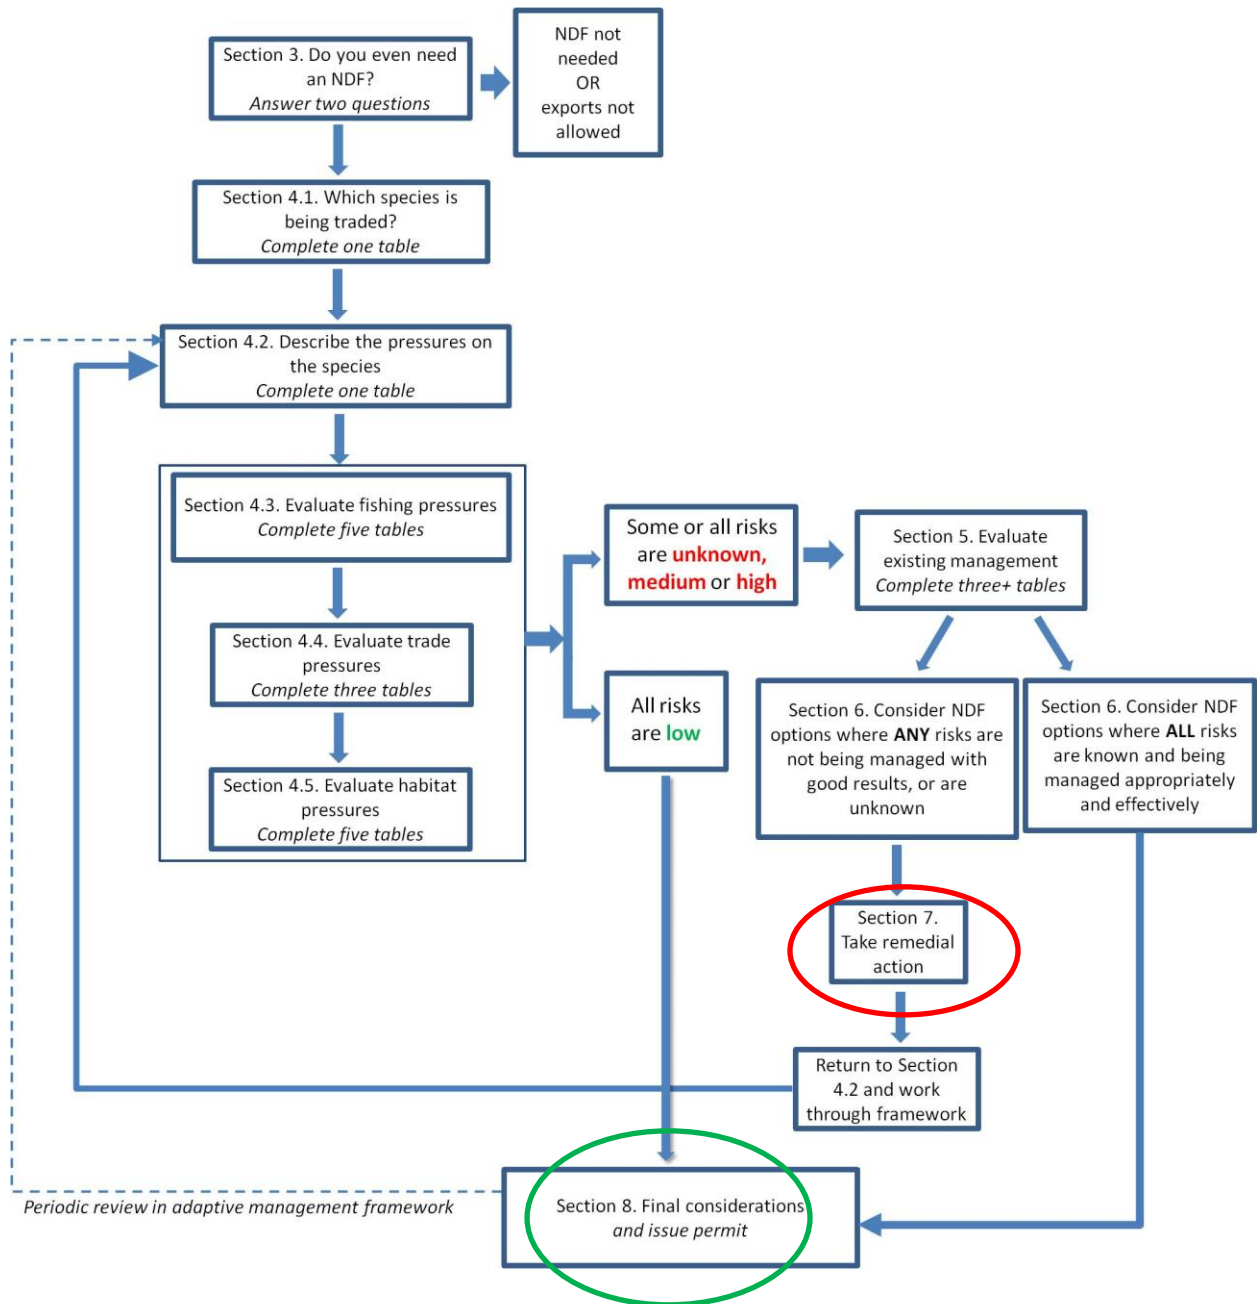 Section 3. Do you even need
an NDF?
Answer two questions
NDF not
needed
OR
exports not
allowed
Section 4.1. Which species is
being traded?
Complete one table
Section 4.2. Describe the pressures on
the species
Complete one table
Section 4.3. Evaluate fishing pressures
Complete five tables
Section 4.4. Evaluate trade
pressures
Complete three tables
Section 4.5. Evaluate habitat
pressures
Complete five tables
Some or all risks
are unknown,
medium or high
All risks
are low
Section 5. Evaluate
existing management
Complete three+ tables
Section 6. Consider NDF
options where ANY risks are
not being managed with
good results, or are
unknown
Section 6. Consider NDF
options where ALL risks
are known and being
managed appropriately
and effectively
Section 7.
Take remedial
action
Return to Section
4.2 and work
through framework
Periodic review in adaptive management framework
Section 8. Final considerations
and issue permit